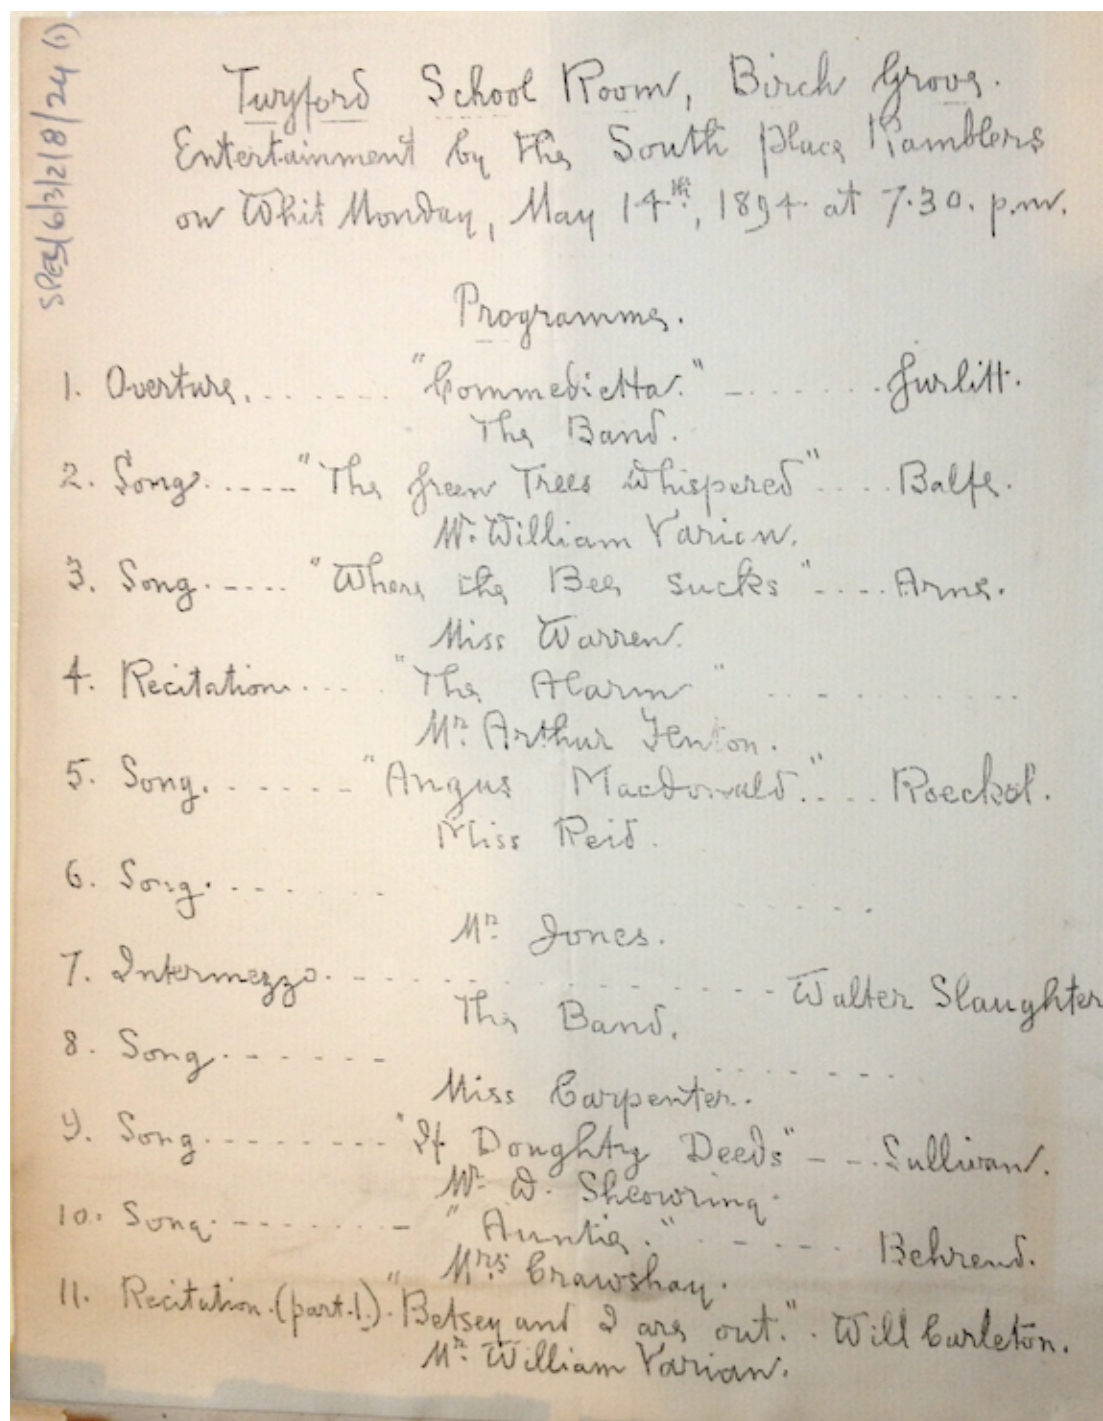 SPES/6/3/2/8/24 (1)
Twyford School Room, Birch Grove.
Entertainment by the South Place Ramblers
on Whit Monday, May 14th, 1894 at 7.30. p.m.
Programme.
1. Overture. . . . . . . "Commedietta." - . . . . . . Gurlitt.
The Band.
2. Song. . . . . . "The Green Trees Whispered" . . . . Balfe.
Mr. William Varian.
3. Song. - . . . "Where the Bee sucks" . . . . Arne.
Miss Warren.
4. Recitation. . . . . "The Alarm" . . . . . . . . . .
Mr. Arthur Fenton.
5. Song. . . . . . - "Angus Macdonald." . . . . Roeckel.
Miss Reid.
6. Song. . . . . . . . . . . . . .
Mr. Jones.
7. Intermezzo. . . . . . . . . . . . . . Walter Slaughter
The Band.
8. Song. - - - - - - . . . . . . .
Miss Carpenter.
9. Song. - - - - - - - - "If Doughty Deeds" - - . . Sullivan.
Mr. W. Sheowring.
10. Song. - - - - - - - - "Auntie." . - . - - - Behrend.
Mrs. Crawshay.
11. Recitation. (part. 1.) . "Betsey and I are out." . Will Carleton.
Mr. William Varian.